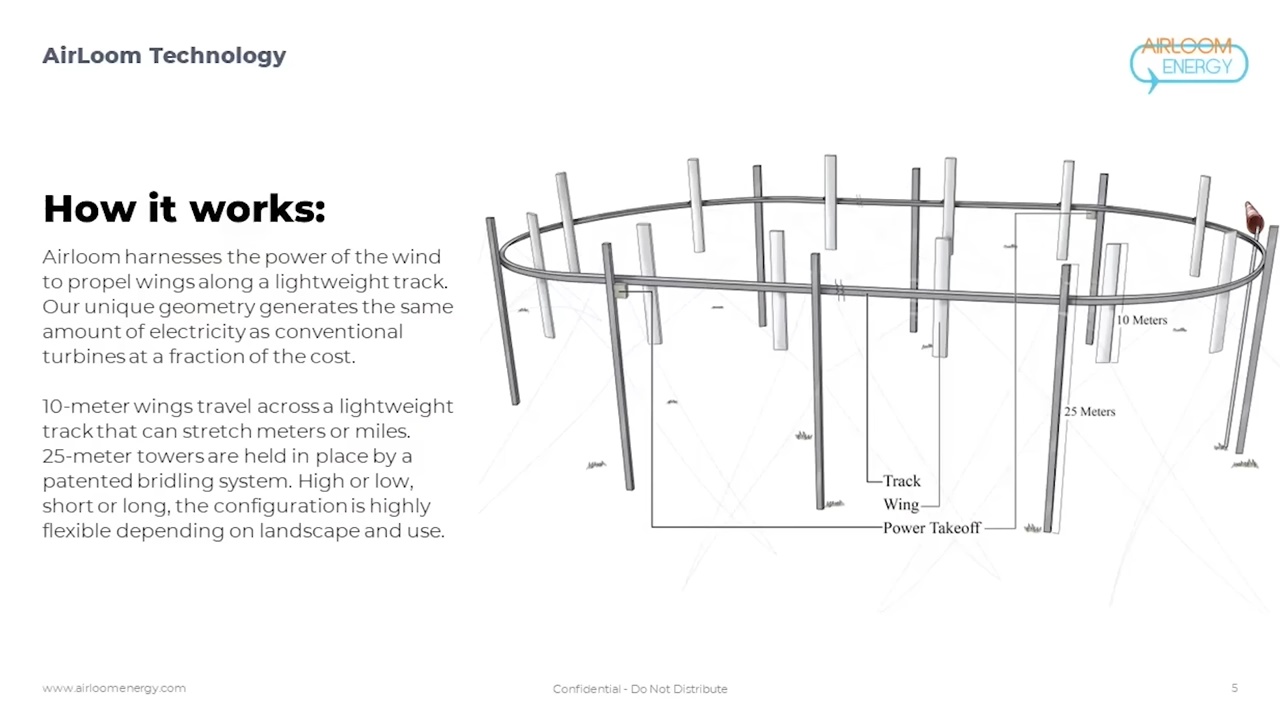 AirLoom Technology
AIRLOOM
ENERGY
How it works:
Airloom harnesses the power of the wind
to propel wings along a lightweight track.
Our unique geometry generates the same
amount of electricity as conventional
turbines at a fraction of the cost.
10-meter wings travel across a lightweight
track that can stretch meters or miles.
25-meter towers are held in place by a
patented bridling system. High or low,
short or long, the configuration is highly
flexible depending on landscape and use.
10 Meters
25 Meters
Track
Wing
Power Takeoff
www.airloomenergy.com
Confidential - Do Not Distribute
5